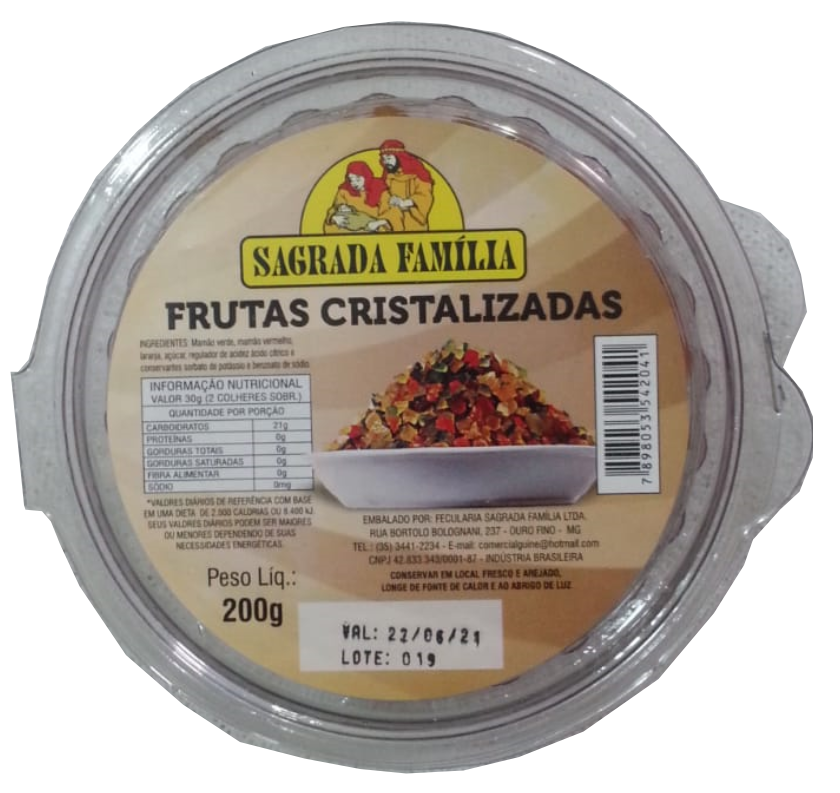 SAGRADA FAMÍLIA
FRUTAS CRISTALIZADAS
INGREDIENTES: Mamão verde, mamão vermelho,
laranja, açúcar, regulador de acidez ácido cítrico e
conservantes sorbato de potássio e benzoato de sódio.
INFORMAÇÃO NUTRICIONAL
VALOR 30g (2 COLHERES SOBR.)
QUANTIDADE POR PORÇÃO
CARBOIDRATOS 21g
PROTEÍNAS 0g
GORDURAS TOTAIS 0g
GORDURAS SATURADAS 0g
FIBRA ALIMENTAR 0g
SÓDIO 0mg
*VALORES DIÁRIOS DE REFERÊNCIA COM BASE
EM UMA DIETA DE 2.000 CALORIAS OU 8.400 kJ.
SEUS VALORES DIÁRIOS PODEM SER MAIORES
OU MENORES DEPENDENDO DE SUAS
NECESSIDADES ENERGÉTICAS.
Peso Líq.:
200g
7 898053 542041
EMBALADO POR: FECULARIA SAGRADA FAMÍLIA LTDA.
RUA BORTOLO BOLOGNANI, 237 - OURO FINO - MG
TEL.: (35) 3441-2234 - E-mail: comercialguine@hotmail.com
CNPJ 42.833.343/0001-87 - INDÚSTRIA BRASILEIRA
CONSERVAR EM LOCAL FRESCO E AREJADO,
LONGE DE FONTE DE CALOR E AO ABRIGO DE LUZ
VAL: 22/06/21
LOTE: 019